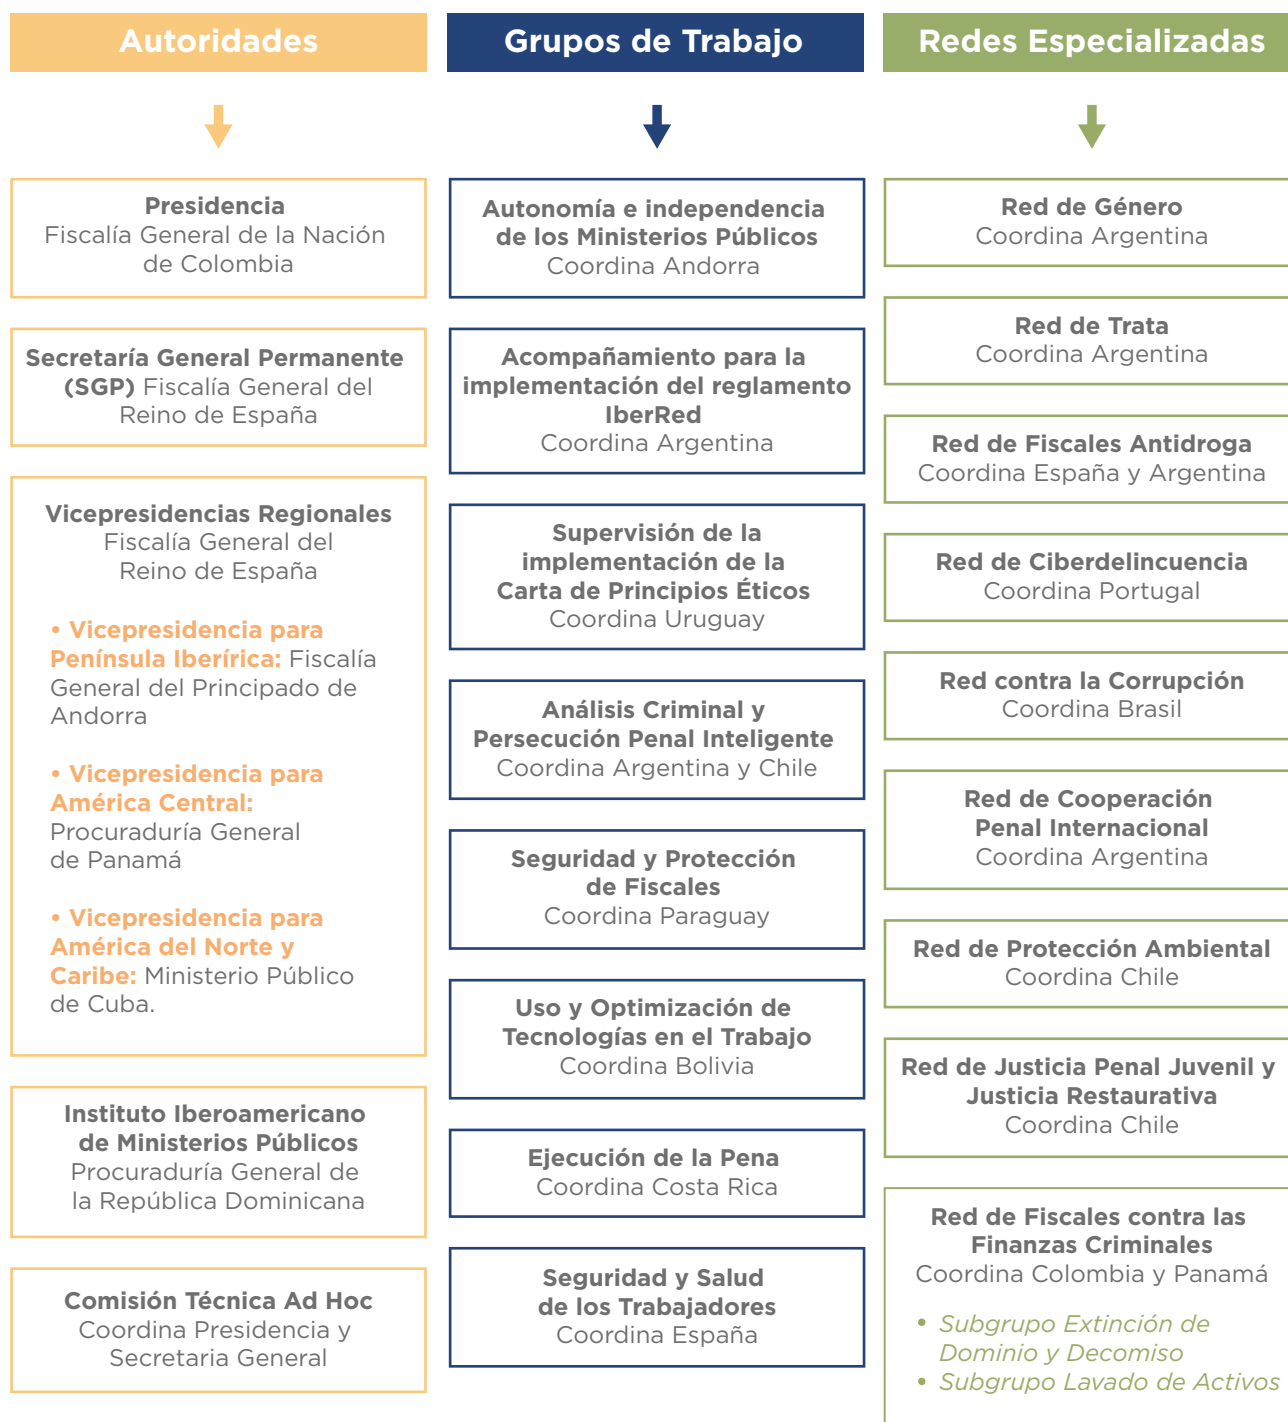 Autoridades
Presidencia
Fiscalía General de la Nación
de Colombia
Secretaría General Permanente
(SGP) Fiscalía General del
Reino de España
Vicepresidencias Regionales
Fiscalía General del
Reino de España
• Vicepresidencia para
Península Iberírica: Fiscalía
General del Principado de
Andorra
• Vicepresidencia para
América Central:
Procuraduría General
de Panamá
• Vicepresidencia para
América del Norte y
Caribe: Ministerio Público
de Cuba.
Instituto Iberoamericano
de Ministerios Públicos
Procuraduría General de
la República Dominicana
Comisión Técnica Ad Hoc
Coordina Presidencia y
Secretaria General
Grupos de Trabajo
Autonomía e independencia
de los Ministerios Públicos
Coordina Andorra
Acompañamiento para la
implementación del reglamento
IberRed
Coordina Argentina
Supervisión de la
implementación de la
Carta de Principios Éticos
Coordina Uruguay
Análisis Criminal y
Persecución Penal Inteligente
Coordina Argentina y Chile
Seguridad y Protección
de Fiscales
Coordina Paraguay
Uso y Optimización de
Tecnologías en el Trabajo
Coordina Bolivia
Ejecución de la Pena
Coordina Costa Rica
Seguridad y Salud
de los Trabajadores
Coordina España
Redes Especializadas
Red de Género
Coordina Argentina
Red de Trata
Coordina Argentina
Red de Fiscales Antidroga
Coordina España y Argentina
Red de Ciberdelincuencia
Coordina Portugal
Red contra la Corrupción
Coordina Brasil
Red de Cooperación
Penal Internacional
Coordina Argentina
Red de Protección Ambiental
Coordina Chile
Red de Justicia Penal Juvenil y
Justicia Restaurativa
Coordina Chile
Red de Fiscales contra las
Finanzas Criminales
Coordina Colombia y Panamá
• Subgrupo Extinción de
Dominio y Decomiso
• Subgrupo Lavado de Activos